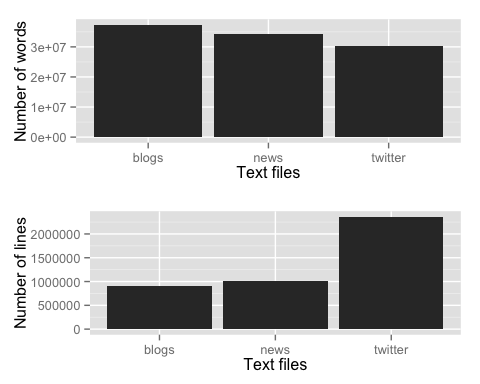 Number of words
3e+07
2e+07
1e+07
0e+00
blogs news twitter
Text files
Number of lines
2000000
1500000
1000000
500000
0
blogs news twitter
Text files